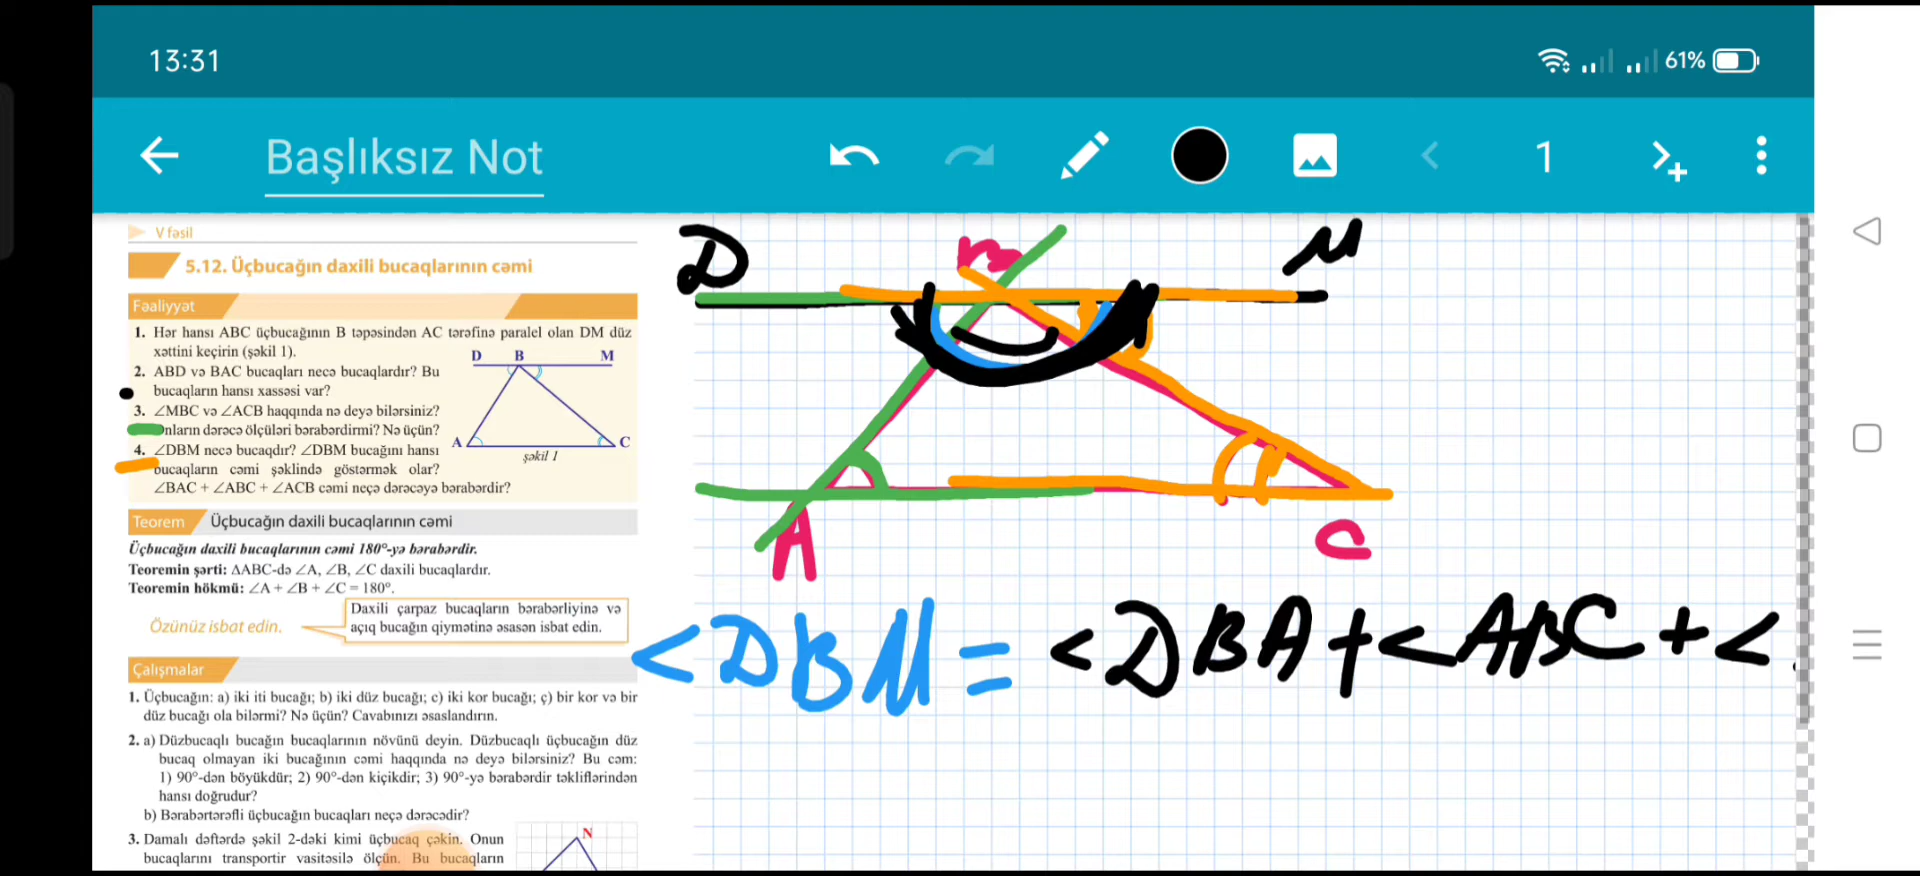 13:31
61%
Başlıksız Not
1
V fəsil
5.12. Üçbucağın daxili bucaqlarının cəmi
Fəaliyyət
1. Hər hansı ABC üçbucağının B təpəsindən AC tərəfinə paralel olan DM düz
xəttini keçirin (şəkil 1).
2. ABD və BAC bucaqları necə bucaqlardır? Bu
bucaqların hansı xassəsi var?
3. ∠MBC və ∠ACB haqqında nə deyə bilərsiniz?
nların dərəcə ölçüləri bərabərdirmi? Nə üçün?
4. ∠DBM necə bucaqdır? ∠DBM bucağını hansı
bucaqların cəmi şəklində göstərmək olar?
∠BAC + ∠ABC + ∠ACB cəmi neçə dərəcəyə bərabərdir?
D B M
A C
şəkil 1
Teorem Üçbucağın daxili bucaqlarının cəmi
Üçbucağın daxili bucaqlarının cəmi 180°-yə bərabərdir.
Teoremin şərti: ΔABC-də ∠A, ∠B, ∠C daxili bucaqlardır.
Teoremin hökmü: ∠A + ∠B + ∠C = 180°.
Özünüz isbat edin.
Daxili çarpaz bucaqların bərabərliyinə və
açıq bucağın qiymətinə əsasən isbat edin.
Çalışmalar
1. Üçbucağın: a) iki iti bucağı; b) iki düz bucağı; c) iki kor bucağı; ç) bir kor və bir
düz bucağı ola bilərmi? Nə üçün? Cavabınızı əsaslandırın.
2. a) Düzbucaqlı bucağın bucaqlarının növünü deyin. Düzbucaqlı üçbucağın düz
bucaq olmayan iki bucağının cəmi haqqında nə deyə bilərsiniz? Bu cəm:
1) 90°-dən böyükdür; 2) 90°-dən kiçikdir; 3) 90°-yə bərabərdir təkliflərindən
hansı doğrudur?
b) Bərabərtərəfli üçbucağın bucaqları neçə dərəcədir?
3. Damalı dəftərdə şəkil 2-dəki kimi üçbucaq çəkin. Onun
bucaqlarını transportir vasitəsilə ölçün. Bu bucaqların
N
D B M
A C
<DBM = <DBA + <ABC + <